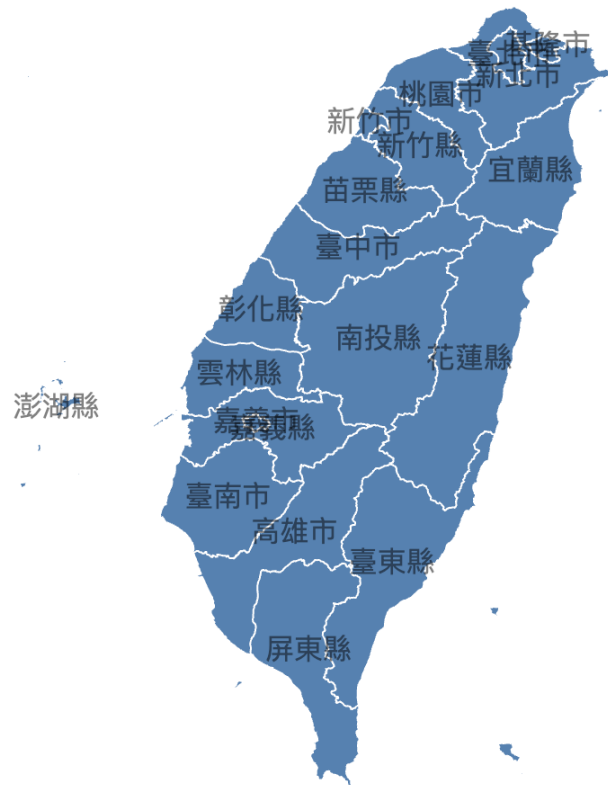 基隆市
臺北市
新北市
桃園市
新竹市
新竹縣
宜蘭縣
苗栗縣
臺中市
彰化縣
南投縣
花蓮縣
雲林縣
澎湖縣
嘉義市
嘉義縣
臺南市
高雄市
臺東縣
屏東縣